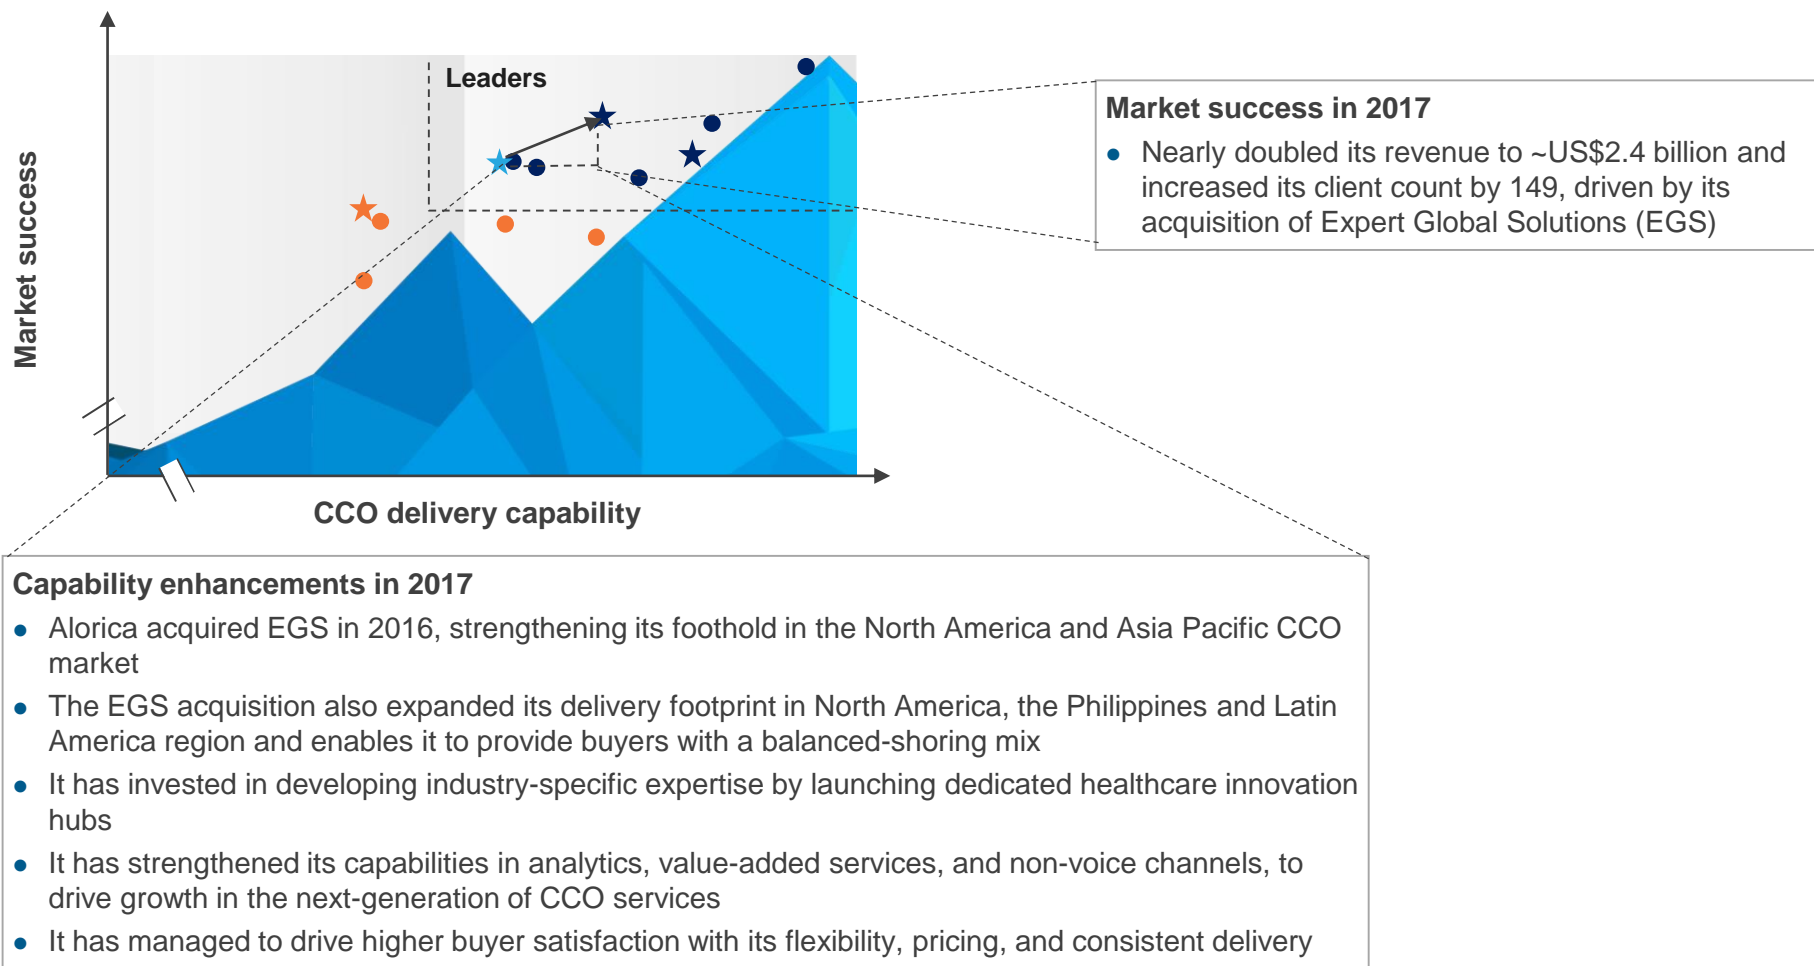 Leaders
Market success
CCO delivery capability
Market success in 2017
● Nearly doubled its revenue to ~US$2.4 billion and
increased its client count by 149, driven by its
acquisition of Expert Global Solutions (EGS)
Capability enhancements in 2017
● Alorica acquired EGS in 2016, strengthening its foothold in the North America and Asia Pacific CCO
market
● The EGS acquisition also expanded its delivery footprint in North America, the Philippines and Latin
America region and enables it to provide buyers with a balanced-shoring mix
● It has invested in developing industry-specific expertise by launching dedicated healthcare innovation
hubs
● It has strengthened its capabilities in analytics, value-added services, and non-voice channels, to
drive growth in the next-generation of CCO services
● It has managed to drive higher buyer satisfaction with its flexibility, pricing, and consistent delivery